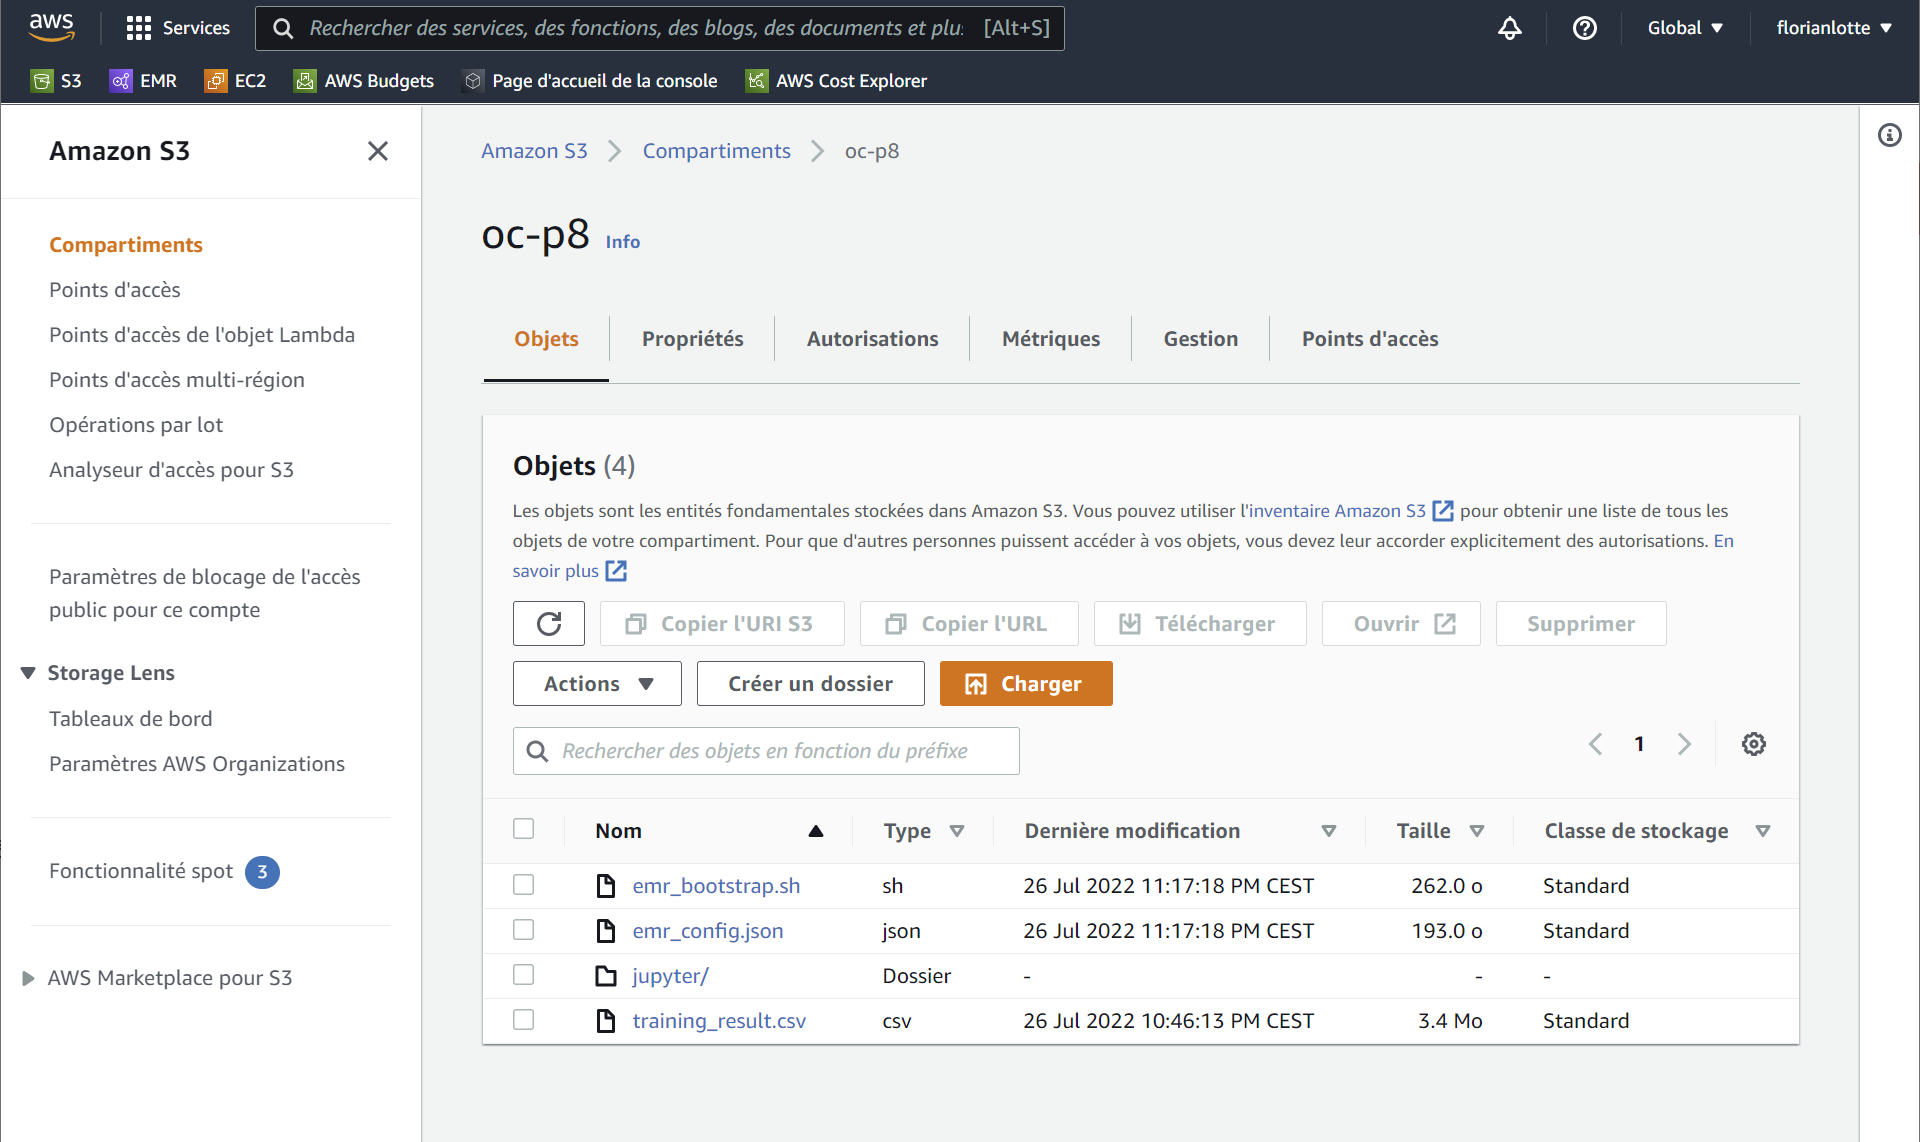 aws
Services
Rechercher des services, des fonctions, des blogs, des documents et plu [Alt+S]
Global ▼
florianlotte ▼
S3
EMR
EC2
AWS Budgets
Page d'accueil de la console
AWS Cost Explorer
Amazon S3
Compartiments
Points d'accès
Points d'accès de l'objet Lambda
Points d'accès multi-région
Opérations par lot
Analyseur d'accès pour S3
Paramètres de blocage de l'accès
public pour ce compte
Storage Lens
Tableaux de bord
Paramètres AWS Organizations
Fonctionnalité spot 3
AWS Marketplace pour S3
Amazon S3 > Compartiments > oc-p8
oc-p8 Info
Objets
Propriétés
Autorisations
Métriques
Gestion
Points d'accès
Objets (4)
Les objets sont les entités fondamentales stockées dans Amazon S3. Vous pouvez utiliser l'inventaire Amazon S3 pour obtenir une liste de tous les
objets de votre compartiment. Pour que d'autres personnes puissent accéder à vos objets, vous devez leur accorder explicitement des autorisations. En
savoir plus
Copier l'URI S3
Copier l'URL
Télécharger
Ouvrir
Supprimer
Actions ▼
Créer un dossier
Charger
Rechercher des objets en fonction du préfixe
1
Nom Type Dernière modification Taille Classe de stockage
emr_bootstrap.sh sh 26 Jul 2022 11:17:18 PM CEST 262.0 o Standard
emr_config.json json 26 Jul 2022 11:17:18 PM CEST 193.0 o Standard
jupyter/ Dossier - - -
training_result.csv csv 26 Jul 2022 10:46:13 PM CEST 3.4 Mo Standard